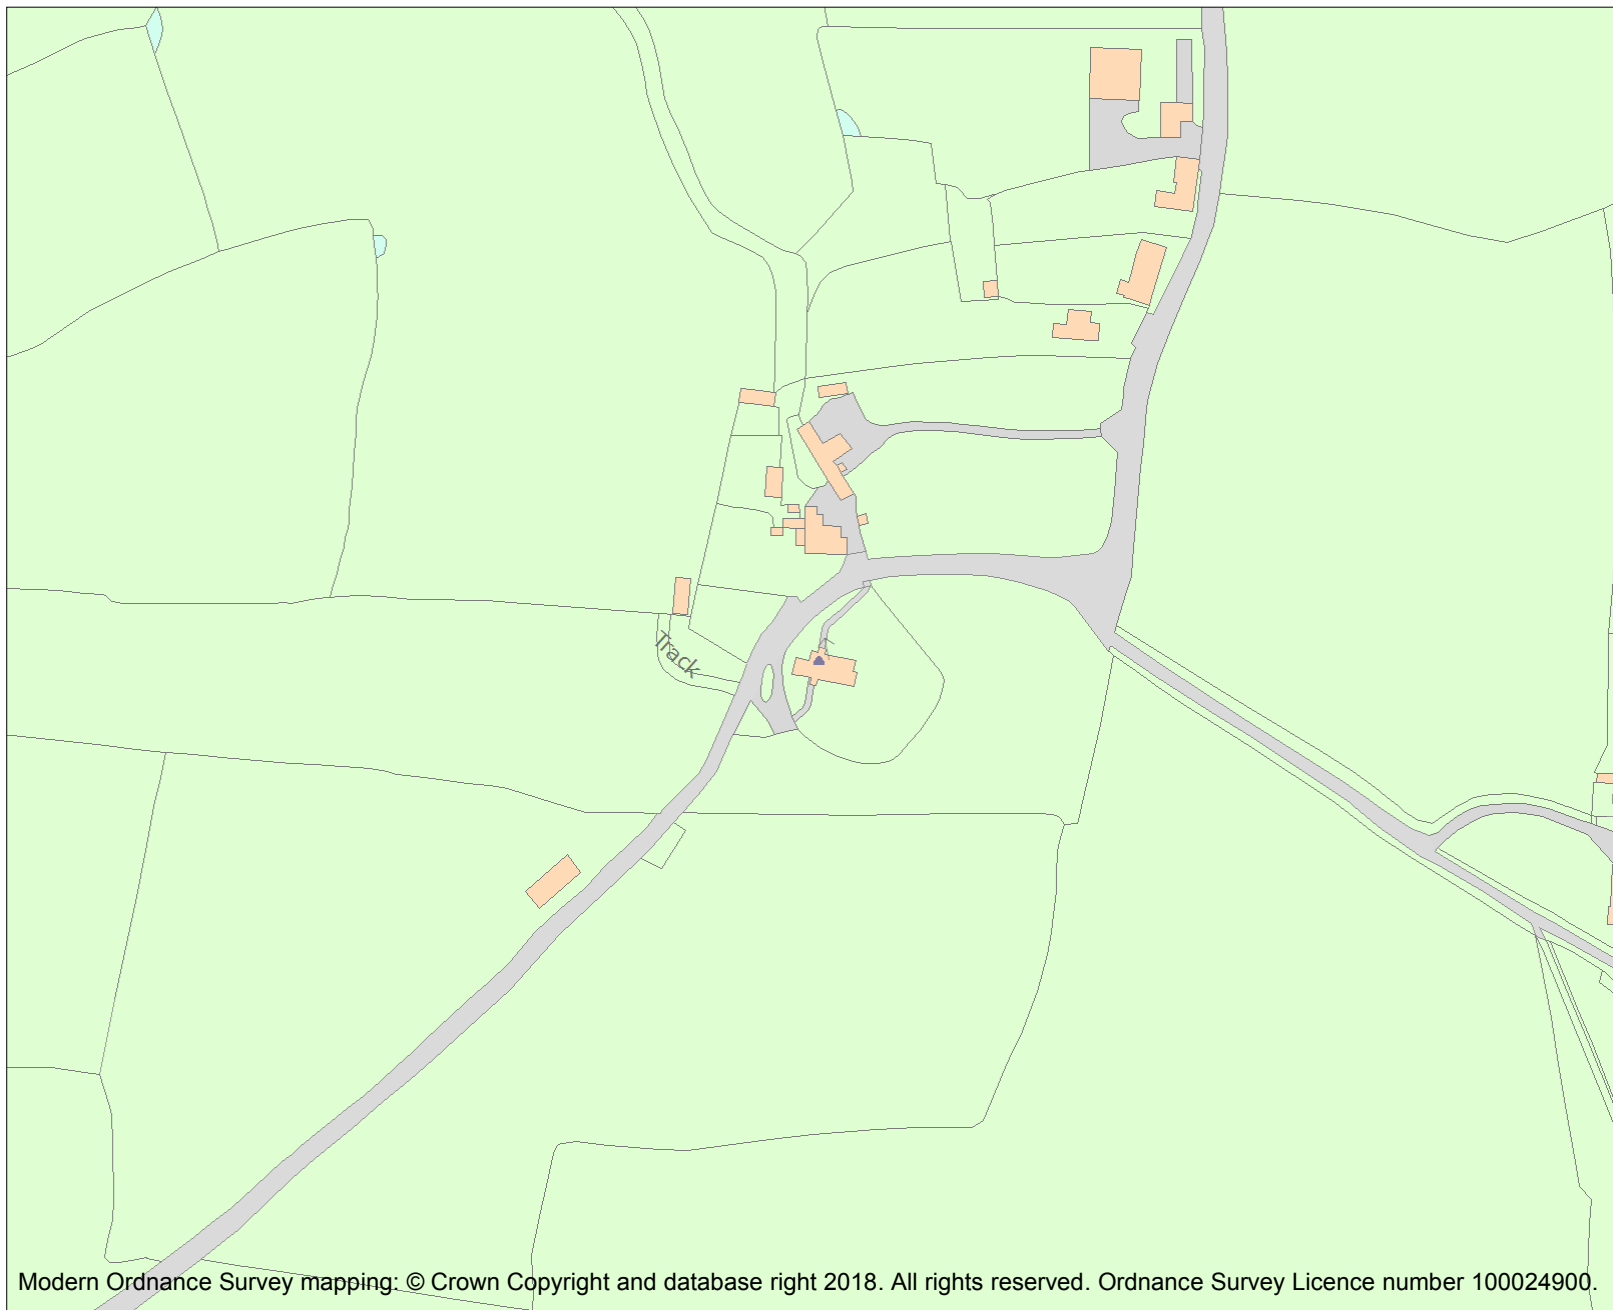 Track
Modern Ordnance Survey mapping: © Crown Copyright and database right 2018. All rights reserved. Ordnance Survey Licence number 100024900.